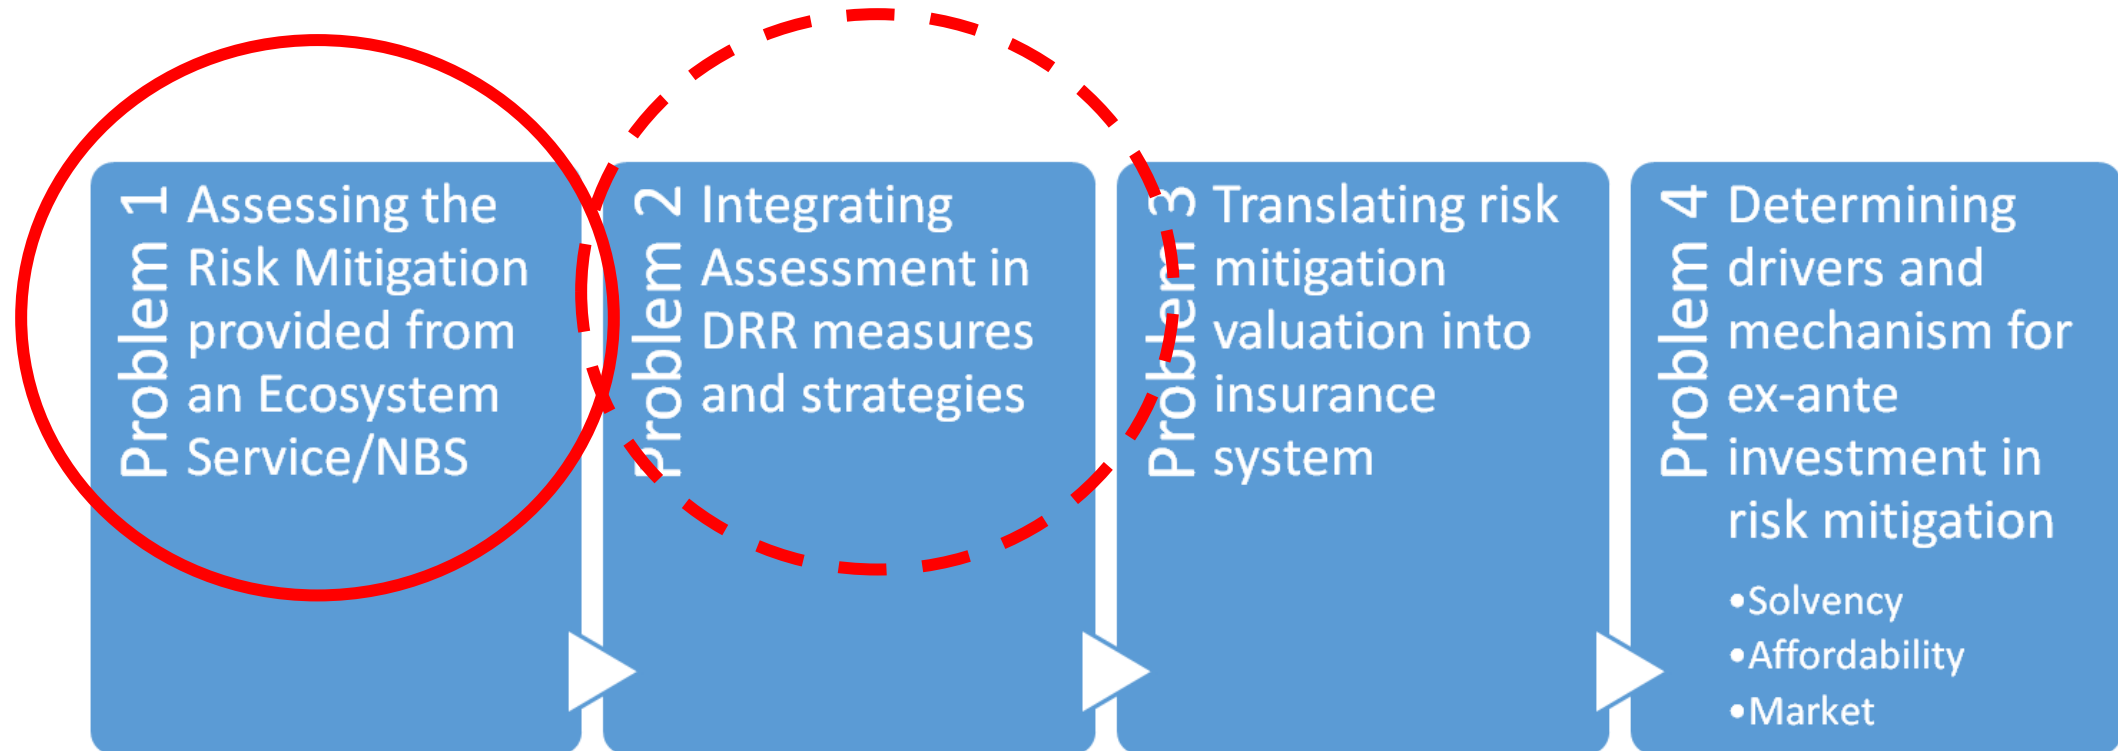 Problem 1
Assessing the
Risk Mitigation
provided from
an Ecosystem
Service/NBS
Problem 2
Integrating
Assessment in
DRR measures
and strategies
Problem 3
Translating risk
mitigation
valuation into
insurance
system
Problem 4
Determining
drivers and
mechanism for
ex-ante
investment in
risk mitigation
•Solvency
•Affordability
•Market